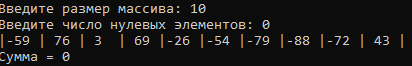 Введите размер массива: 10
Введите число нулевых элементов: 0
|-59 | 76 | 3  | 69 |-26 |-54 |-79 |-88 |-72 | 43 |
Сумма = 0